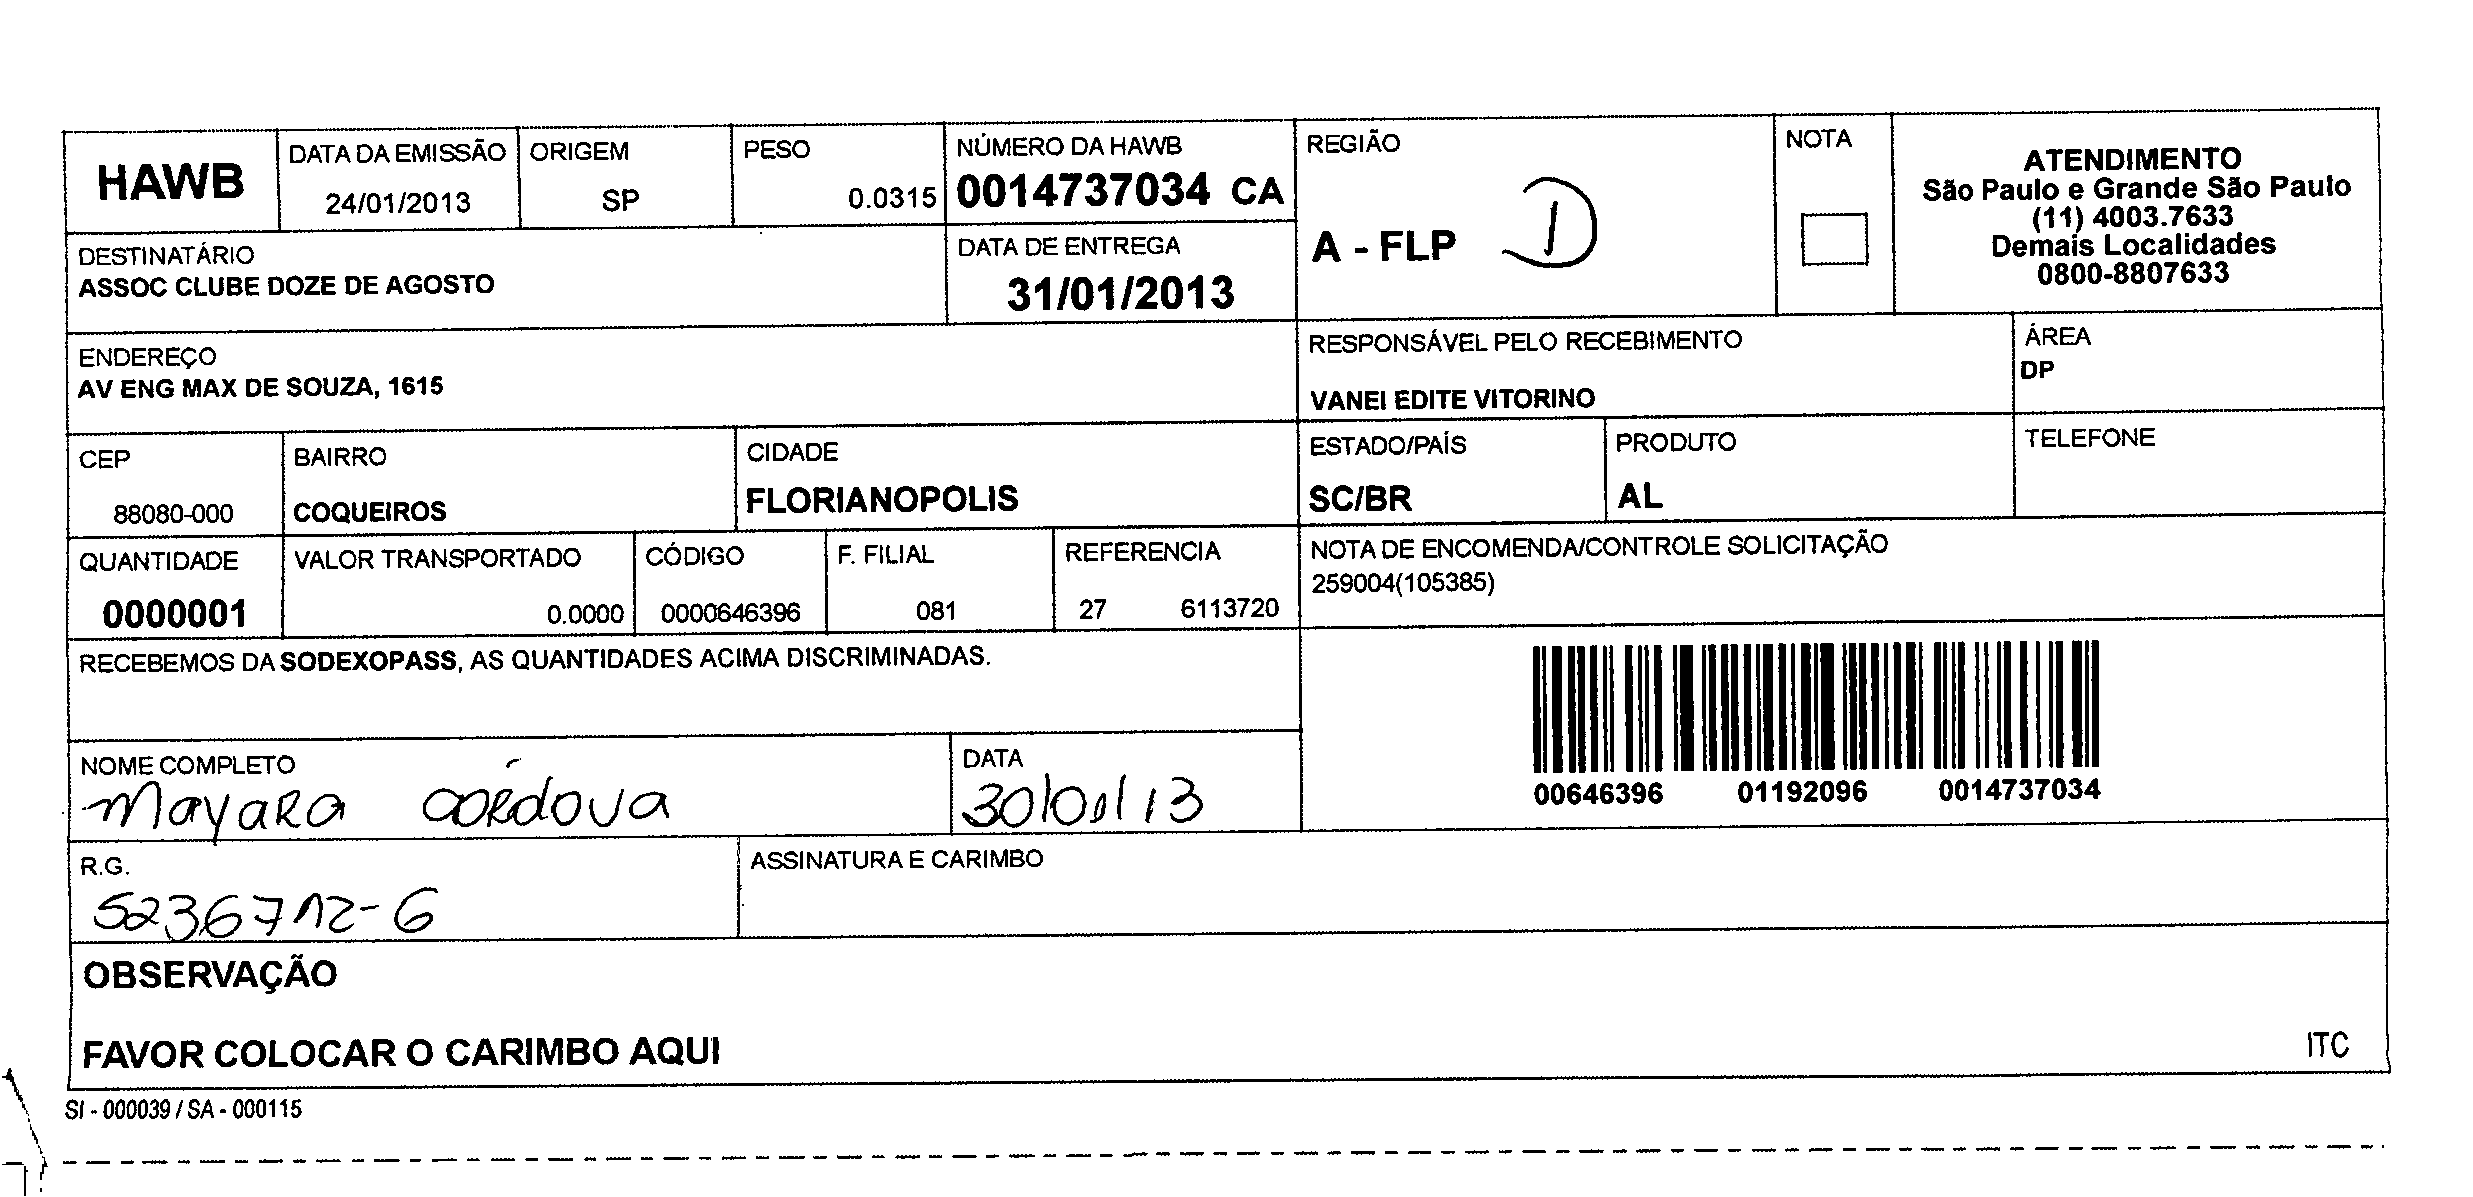 HAWB
DATA DA EMISSÃO
24/01/2013
ORIGEM
SP
PESO
0.0315
NÚMERO DA HAWB
0014737034 CA
REGIÃO
A - FLP D
NOTA
ATENDIMENTO
São Paulo e Grande São Paulo
(11) 4003.7633
Demais Localidades
0800-8807633
DESTINATÁRIO
ASSOC CLUBE DOZE DE AGOSTO
DATA DE ENTREGA
31/01/2013
ENDEREÇO
AV ENG MAX DE SOUZA, 1615
RESPONSÁVEL PELO RECEBIMENTO
VANEI EDITE VITORINO
ÁREA
DP
CEP
88080-000
BAIRRO
COQUEIROS
CIDADE
FLORIANOPOLIS
ESTADO/PAÍS
SC/BR
PRODUTO
AL
TELEFONE
QUANTIDADE
0000001
VALOR TRANSPORTADO
0.0000
CÓDIGO
0000646396
F. FILIAL
081
REFERENCIA
27 6113720
NOTA DE ENCOMENDA/CONTROLE SOLICITAÇÃO
259004(105385)
RECEBEMOS DA SODEXOPASS, AS QUANTIDADES ACIMA DISCRIMINADAS.
00646396 01192096 0014737034
NOME COMPLETO
Mayara Córdova
DATA
30/01/13
R.G.
5236712-6
ASSINATURA E CARIMBO
OBSERVAÇÃO
FAVOR COLOCAR O CARIMBO AQUI
ITC
SI - 000039 / SA - 000115